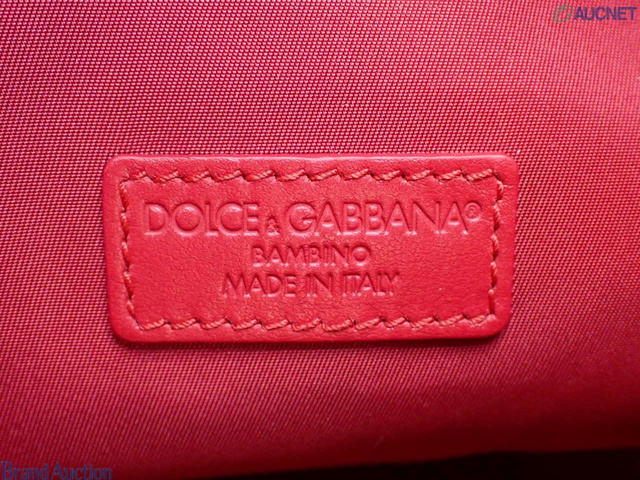 AUCNET
DOLCE & GABBANA®
BAMBINO
MADE IN ITALY
Brand Auction